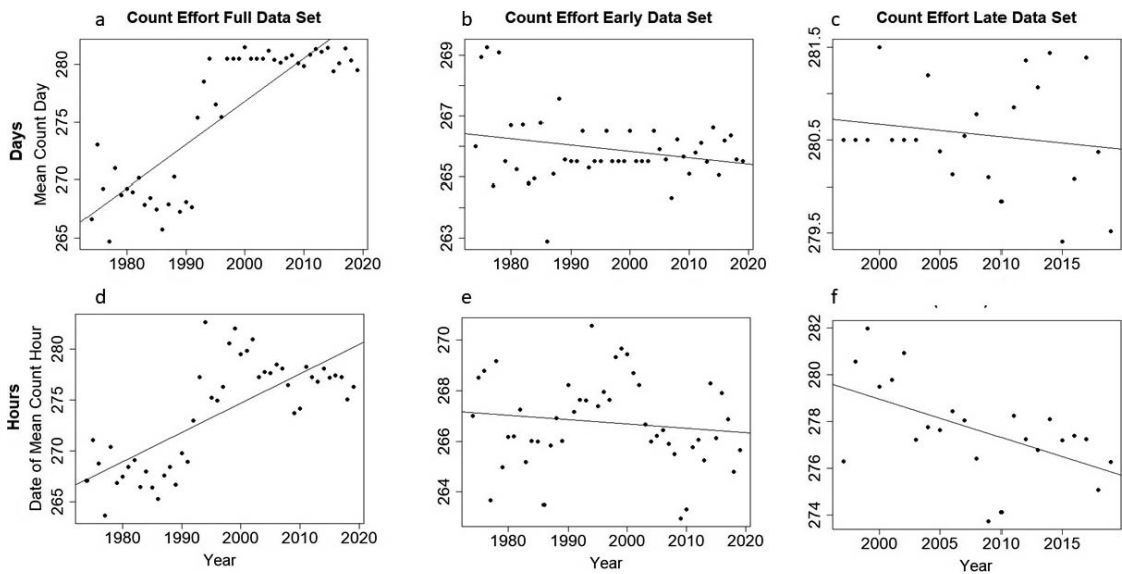 a Count Effort Full Data Set
b Count Effort Early Data Set
c Count Effort Late Data Set
Days
Mean Count Day
265 270 275 280
1980 1990 2000 2010 2020
263 265 266 267 269
1980 1990 2000 2010 2020
279.5 280.5 281.5
2000 2005 2010 2015
d
e
f
Hours
Date of Mean Count Hour
265 270 275 280
1980 1990 2000 2010 2020
Year
264 266 268 270
1980 1990 2000 2010 2020
Year
274 276 278 280 282
2000 2005 2010 2015
Year